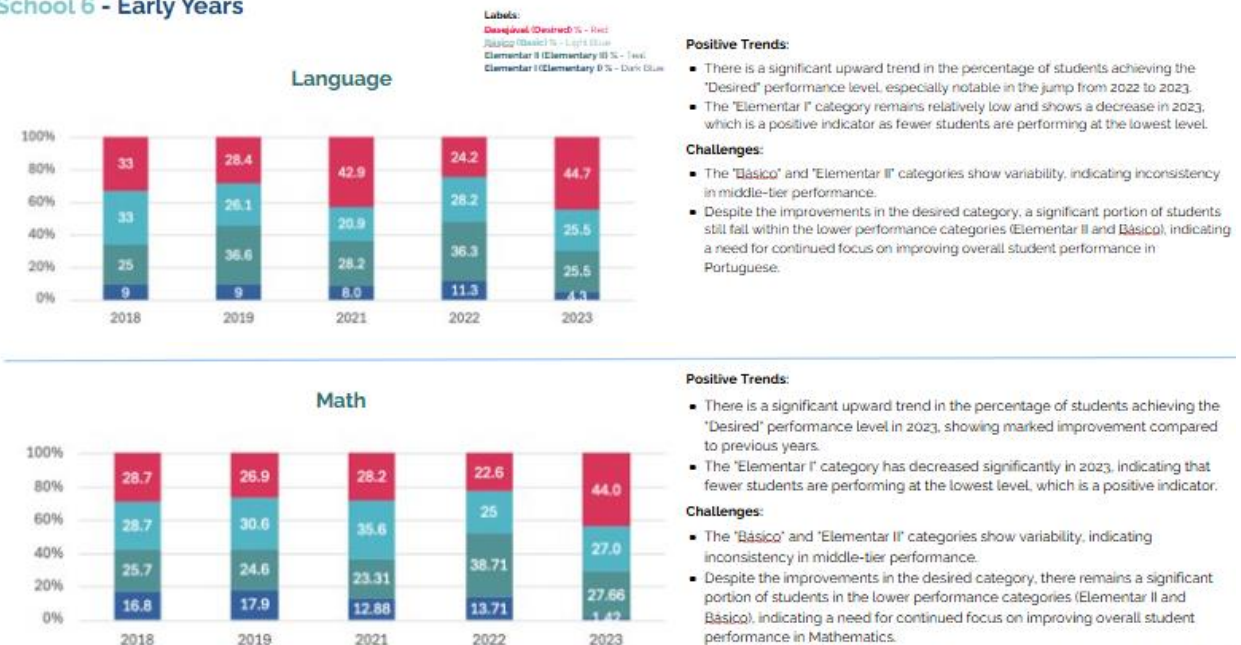 School 6 - Early Years
Labels:
Desejável (Desired) % - Red
Básico (Basic) % - Light Blue
Elementar II (Elementary II) % - Teal
Elementar I (Elementary I) % - Dark Blue
Language
100%
80%
60%
40%
20%
0%
33
33
25
9
28.4
26.1
36.6
9
42.9
20.9
28.2
8.0
24.2
28.2
36.3
11.3
44.7
25.5
25.5
4.3
2018
2019
2021
2022
2023
Positive Trends:
▪ There is a significant upward trend in the percentage of students achieving the
"Desired" performance level, especially notable in the jump from 2022 to 2023.
▪ The "Elementar I" category remains relatively low and shows a decrease in 2023,
which is a positive indicator as fewer students are performing at the lowest level.
Challenges:
▪ The "Básico" and "Elementar II" categories show variability, indicating inconsistency
in middle-tier performance.
▪ Despite the improvements in the desired category, a significant portion of students
still fall within the lower performance categories (Elementar II and Básico), indicating
a need for continued focus on improving overall student performance in
Portuguese.
Math
100%
80%
60%
40%
20%
0%
28.7
28.7
25.7
16.8
26.9
30.6
24.6
17.9
28.2
35.6
23.31
12.88
22.6
25
38.71
13.71
44.0
27.0
27.66
1.42
2018
2019
2021
2022
2023
Positive Trends:
▪ There is a significant upward trend in the percentage of students achieving the
"Desired" performance level in 2023, showing marked improvement compared
to previous years.
▪ The "Elementar I" category has decreased significantly in 2023, indicating that
fewer students are performing at the lowest level, which is a positive indicator.
Challenges:
▪ The "Básico" and "Elementar II" categories show variability, indicating
inconsistency in middle-tier performance.
▪ Despite the improvements in the desired category, there remains a significant
portion of students in the lower performance categories (Elementar II and
Básico), indicating a need for continued focus on improving overall student
performance in Mathematics.